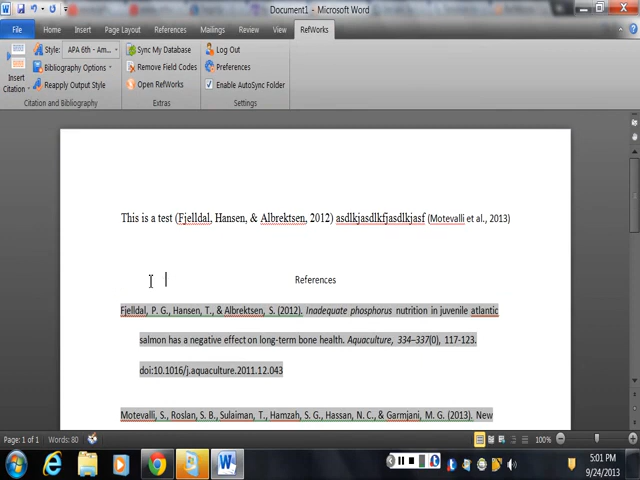 Document1 - Microsoft Word
File Home Insert Page Layout References Mailings Review View RefWorks
Style: APA 6th - Am... Sync My Database Log Out
Bibliography Options Remove Field Codes Preferences
Insert Citation Reapply Output Style Open RefWorks Enable AutoSync Folder
Citation and Bibliography Extras Settings
This is a test (Fjelldal, Hansen, & Albrektsen, 2012) asdlkjasdlkfjasdlkjasf (Motevalli et al., 2013)
References
Fjelldal, P. G., Hansen, T., & Albrektsen, S. (2012). Inadequate phosphorus nutrition in juvenile atlantic
salmon has a negative effect on long-term bone health. Aquaculture, 334–337(0), 117-123.
doi:10.1016/j.aquaculture.2011.12.043
Motevalli, S., Roslan, S. B., Sulaiman, T., Hamzah, S. G., Hassan, N. C., & Garmjani, M. G. (2013). New
Page: 1 of 1 Words: 80 100%
5:01 PM
9/24/2013